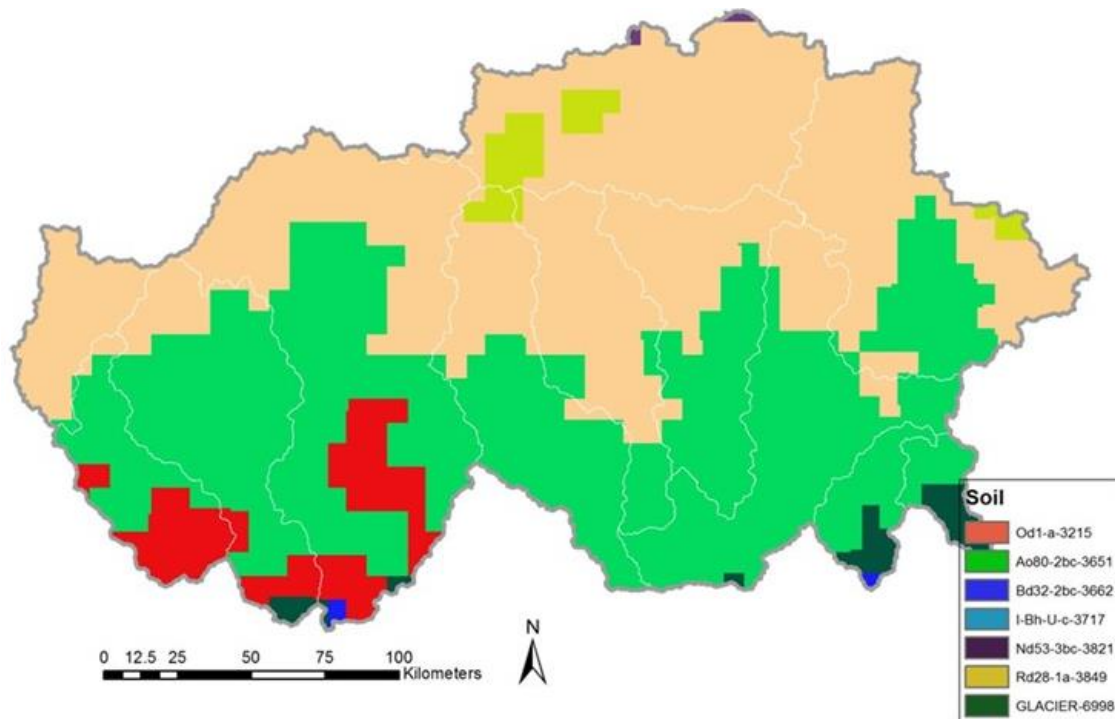 N
0 12.5 25 50 75 100
Kilometers
Soil
Od1-a-3215
Ao80-2bc-3651
Bd32-2bc-3662
I-Bh-U-c-3717
Nd53-3bc-3821
Rd28-1a-3849
GLACIER-6998